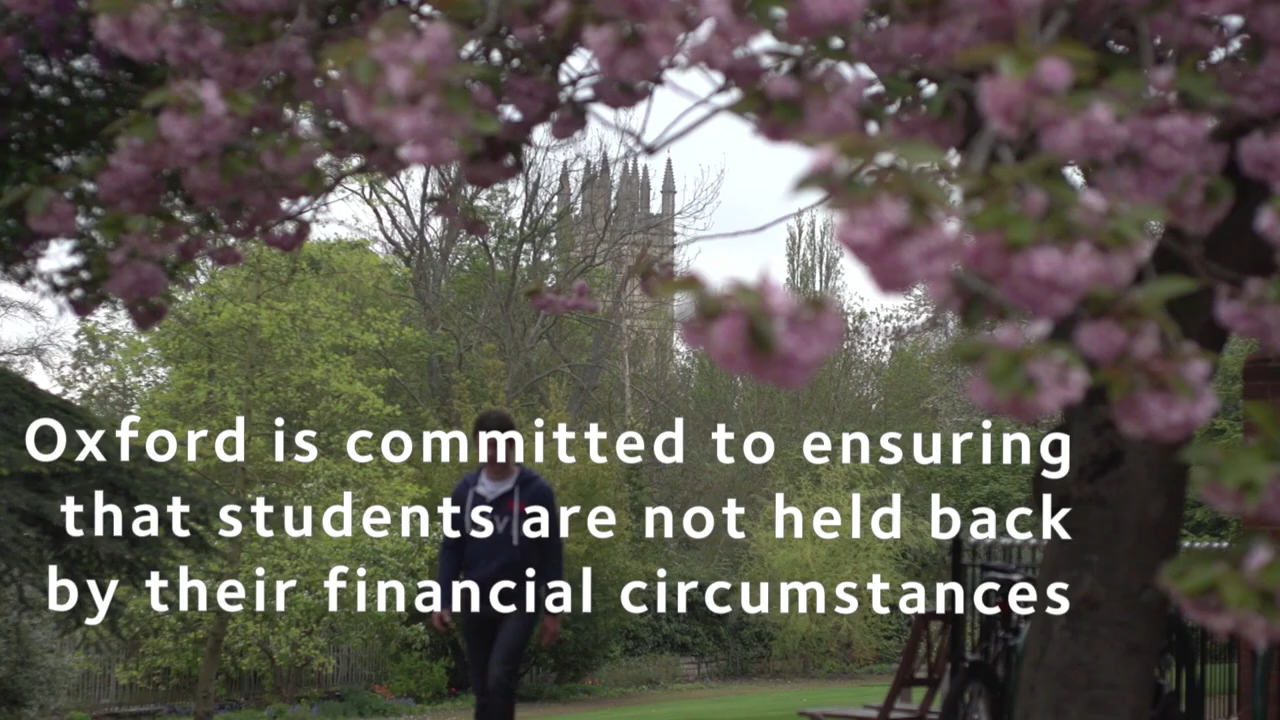 Oxford is committed to ensuring
that students are not held back
by their financial circumstances